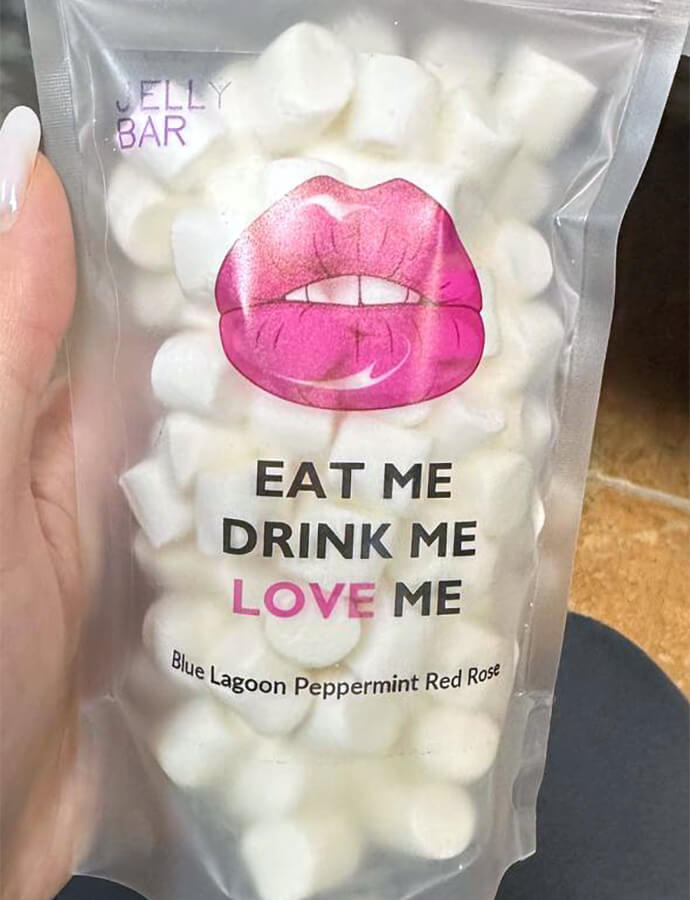 JELLY
BAR
EAT ME
DRINK ME
LOVE ME
Blue Lagoon Peppermint Red Rose